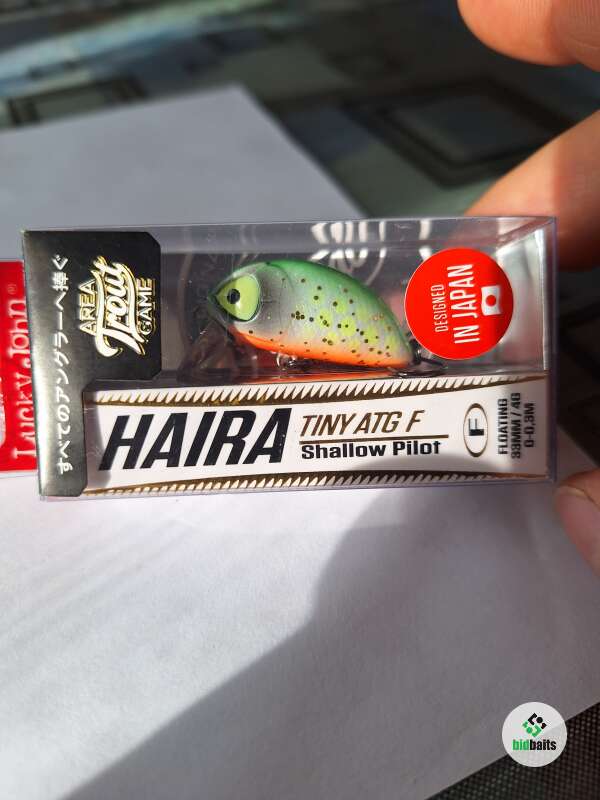 Lucky John®
すべてのアングラーへ捧ぐ
AREA
Trout
GAME
DESIGNED
IN JAPAN
HAIRA
TINY ATG F
Shallow Pilot
F
FLOATING
33MM / 4G
0-0.3M
bidbaits